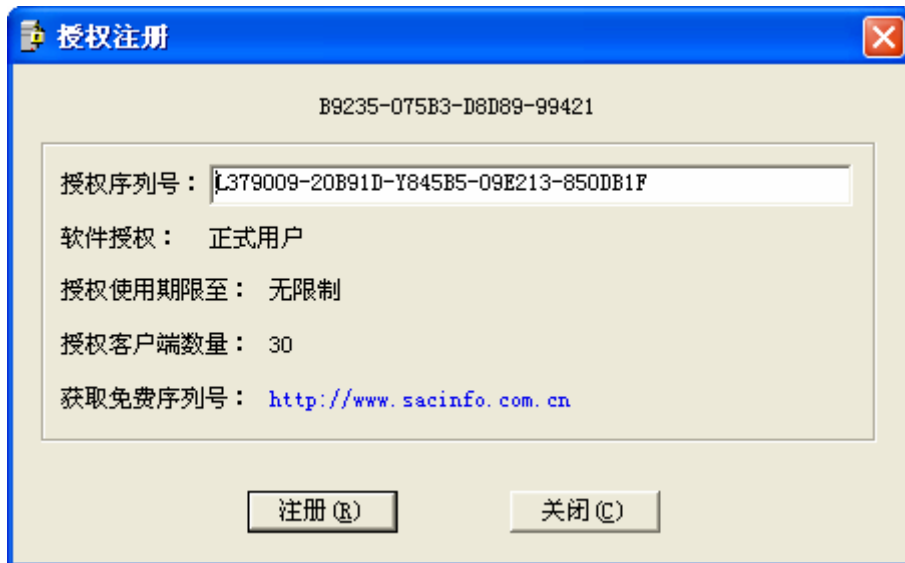 授权注册
B9235-075B3-D8D89-99421
授权序列号： L379009-20B91D-Y845B5-09E213-850DB1F
软件授权： 正式用户
授权使用期限至： 无限制
授权客户端数量： 30
获取免费序列号： http://www.sacinfo.com.cn
注册(R) 关闭(C)